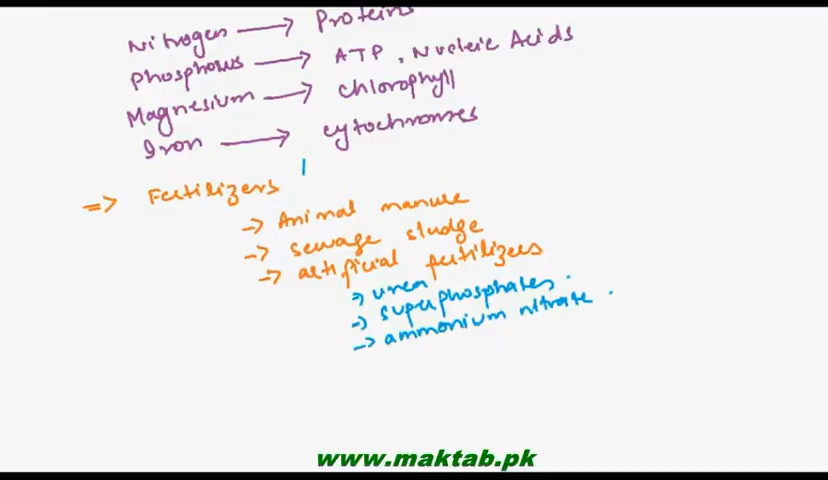 Nitrogen → Proteins
Phosphorus → ATP, Nucleic Acids
Magnesium → chlorophyll
Iron → cytochromes
=> Fertilizers
→ Animal manure
→ sewage sludge
→ artificial fertilizers
→ urea
→ superphosphates.
→ ammonium nitrate.
www.maktab.pk